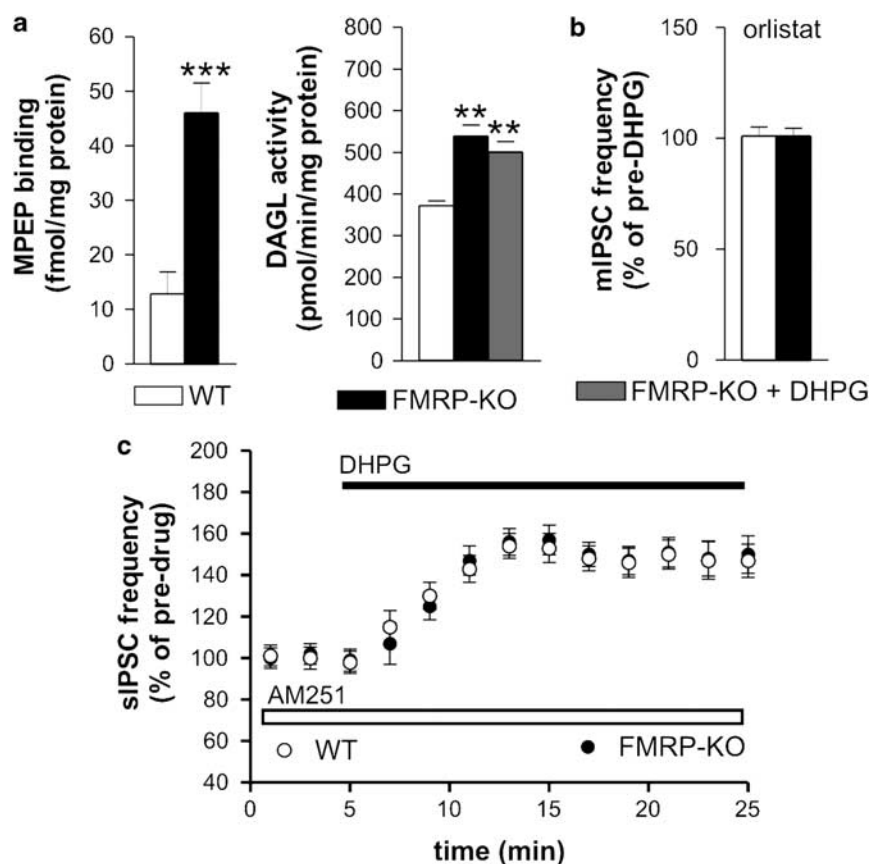 a
MPEP binding
(fmol/mg protein)
60
50
40
30
20
10
0
***
DAGL activity
(pmol/min/mg protein)
800
700
600
500
400
300
200
100
0
**
**
b
mIPSC frequency
(% of pre-DHPG)
150
100
50
0
orlistat
WT
FMRP-KO
FMRP-KO + DHPG
c
sIPSC frequency
(% of pre-drug)
200
180
160
140
120
100
80
60
40
DHPG
AM251
WT
FMRP-KO
0 5 10 15 20 25
time (min)